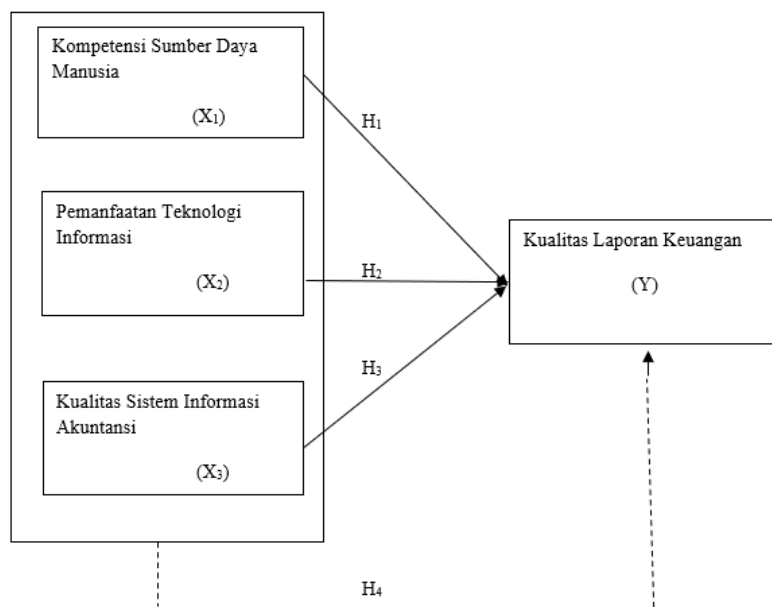 Kompetensi Sumber Daya
Manusia
(X₁)
H₁
Pemanfaatan Teknologi
Informasi
(X₂)
H₂
Kualitas Laporan Keuangan
(Y)
Kualitas Sistem Informasi
Akuntansi
(X₃)
H₃
H₄